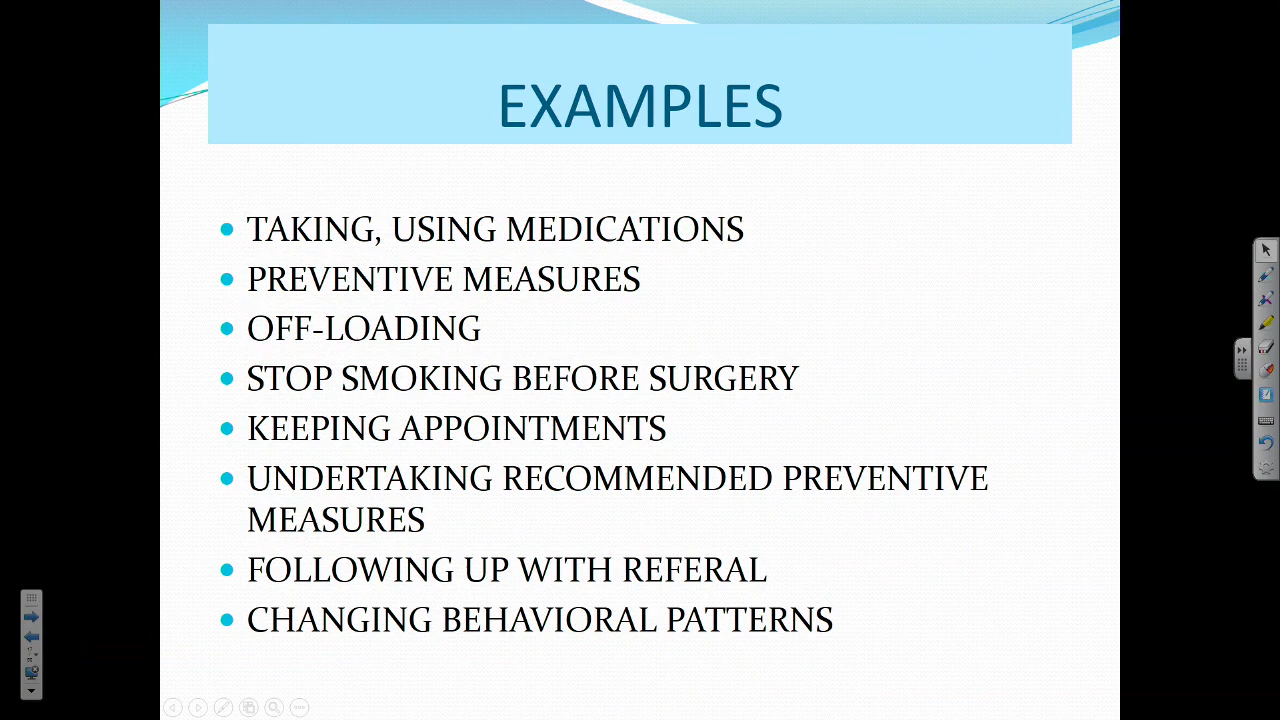 EXAMPLES
TAKING, USING MEDICATIONS
PREVENTIVE MEASURES
OFF-LOADING
STOP SMOKING BEFORE SURGERY
KEEPING APPOINTMENTS
UNDERTAKING RECOMMENDED PREVENTIVE
MEASURES
FOLLOWING UP WITH REFERAL
CHANGING BEHAVIORAL PATTERNS